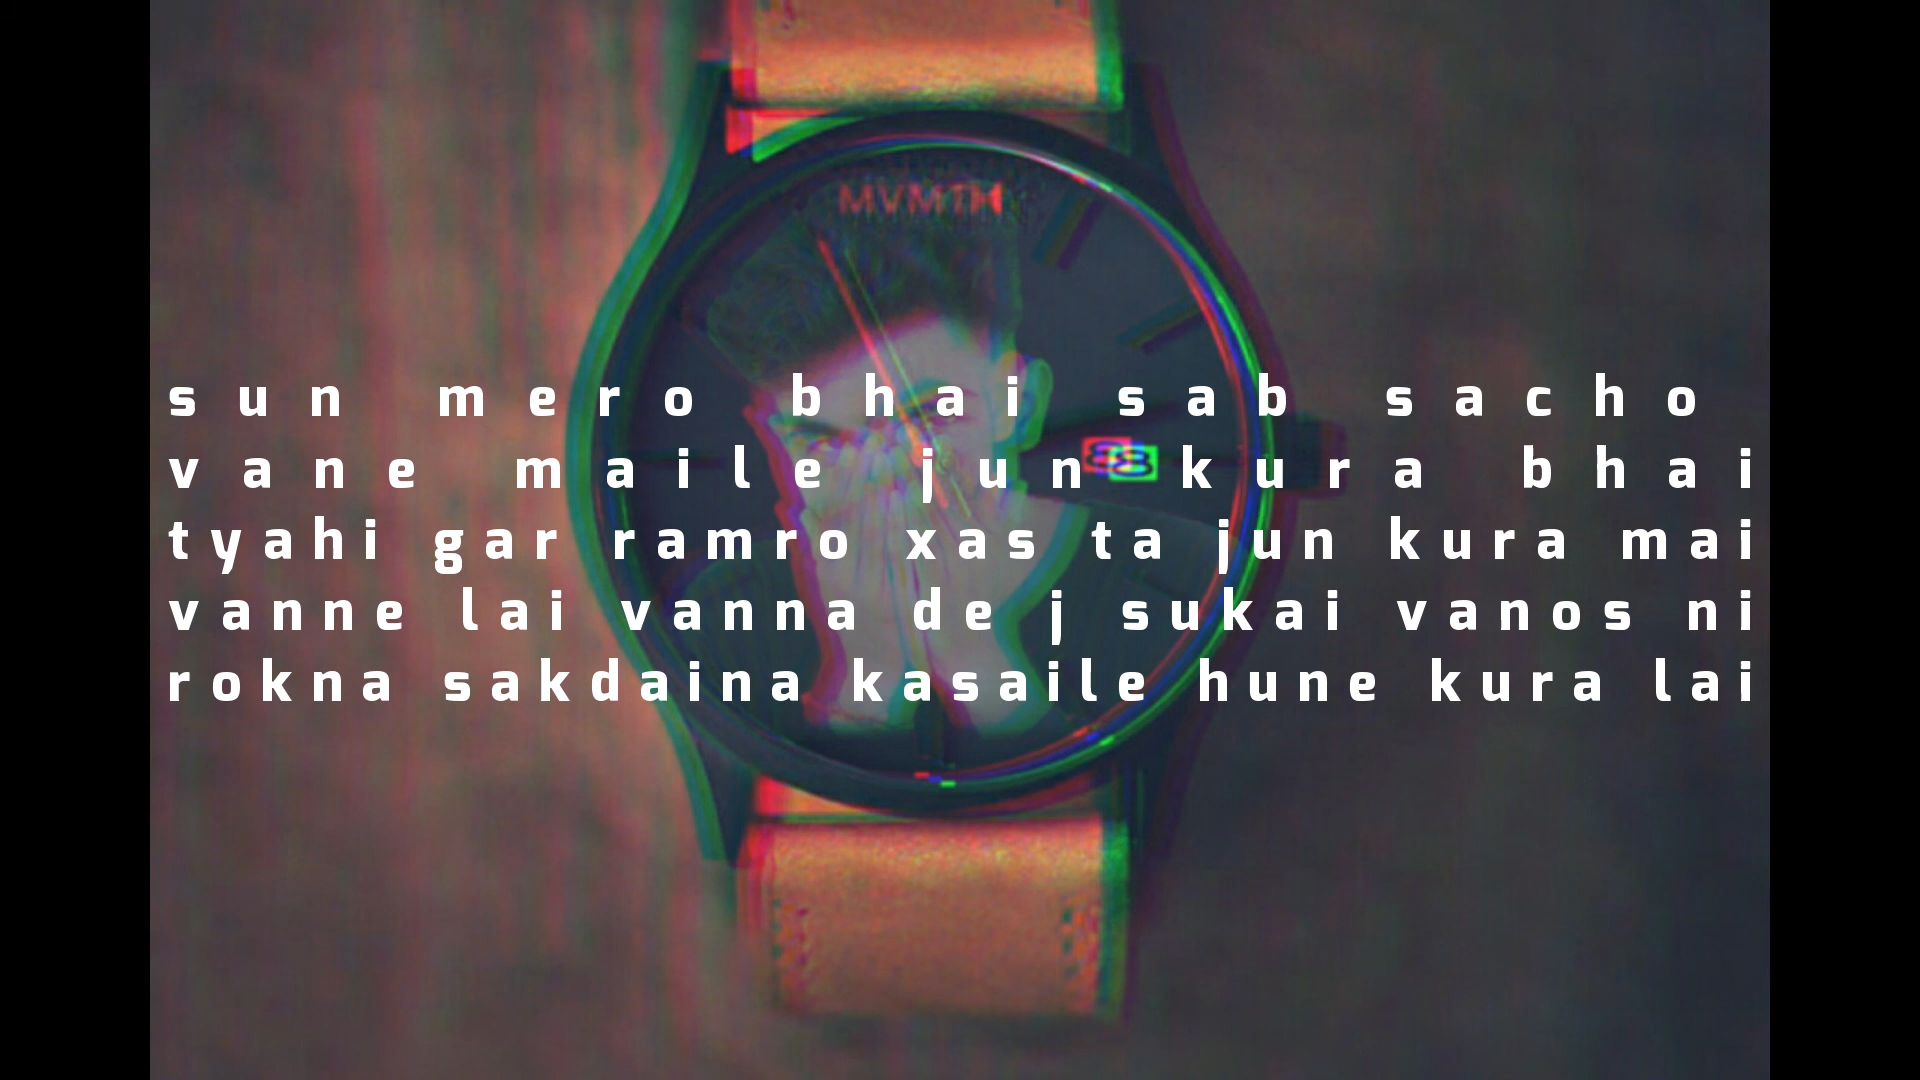 MVMTH
sun mero bhai sab sacho
vane maile jun kura bhai
tyahi gar ramro xas ta jun kura mai
vanne lai vanna de j sukai vanos ni
rokna sakdaina kasaile hune kura lai